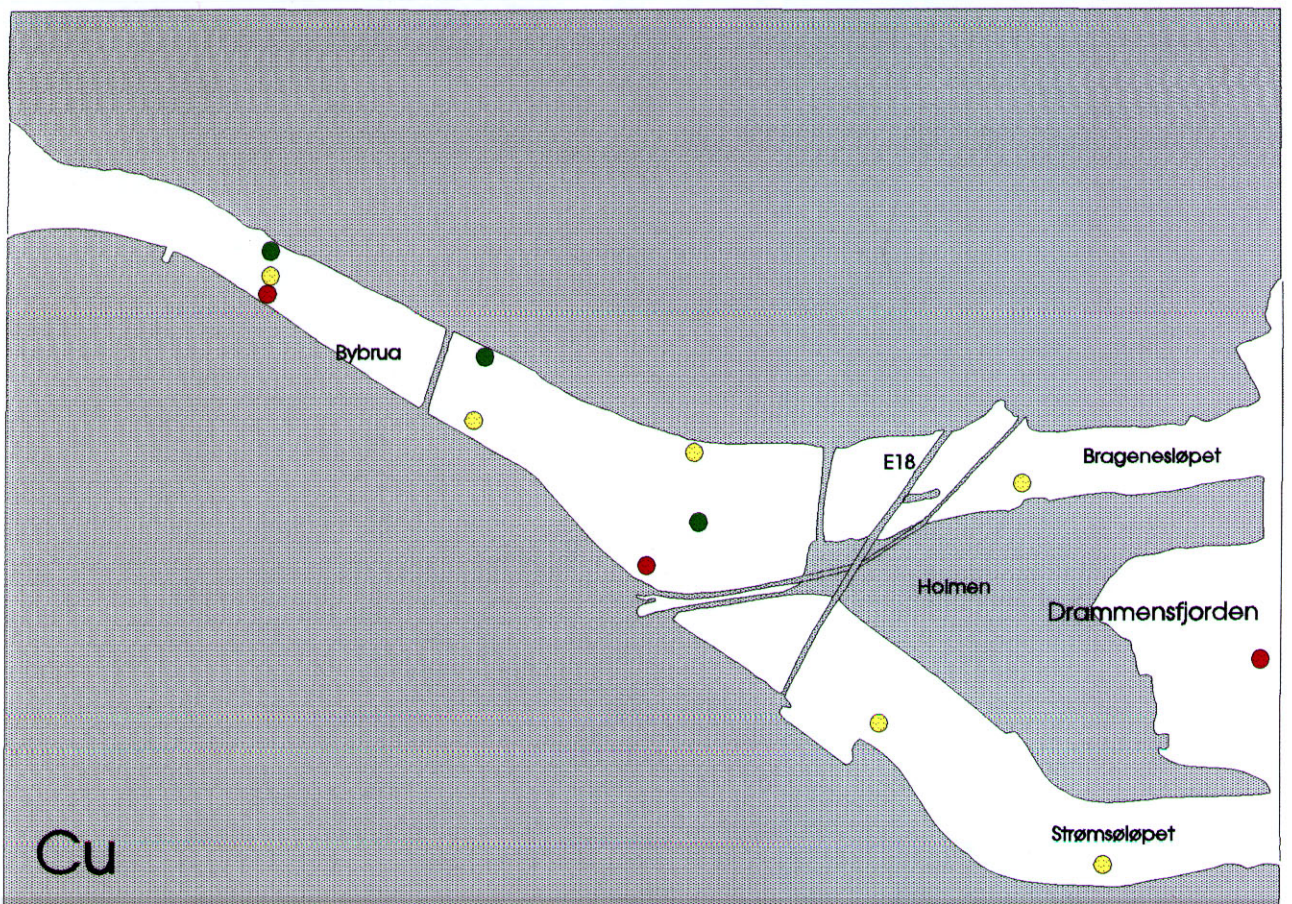 Bybrua
E18
Bragenesløpet
Holmen
Drammensfjorden
Strømsøløpet
Cu